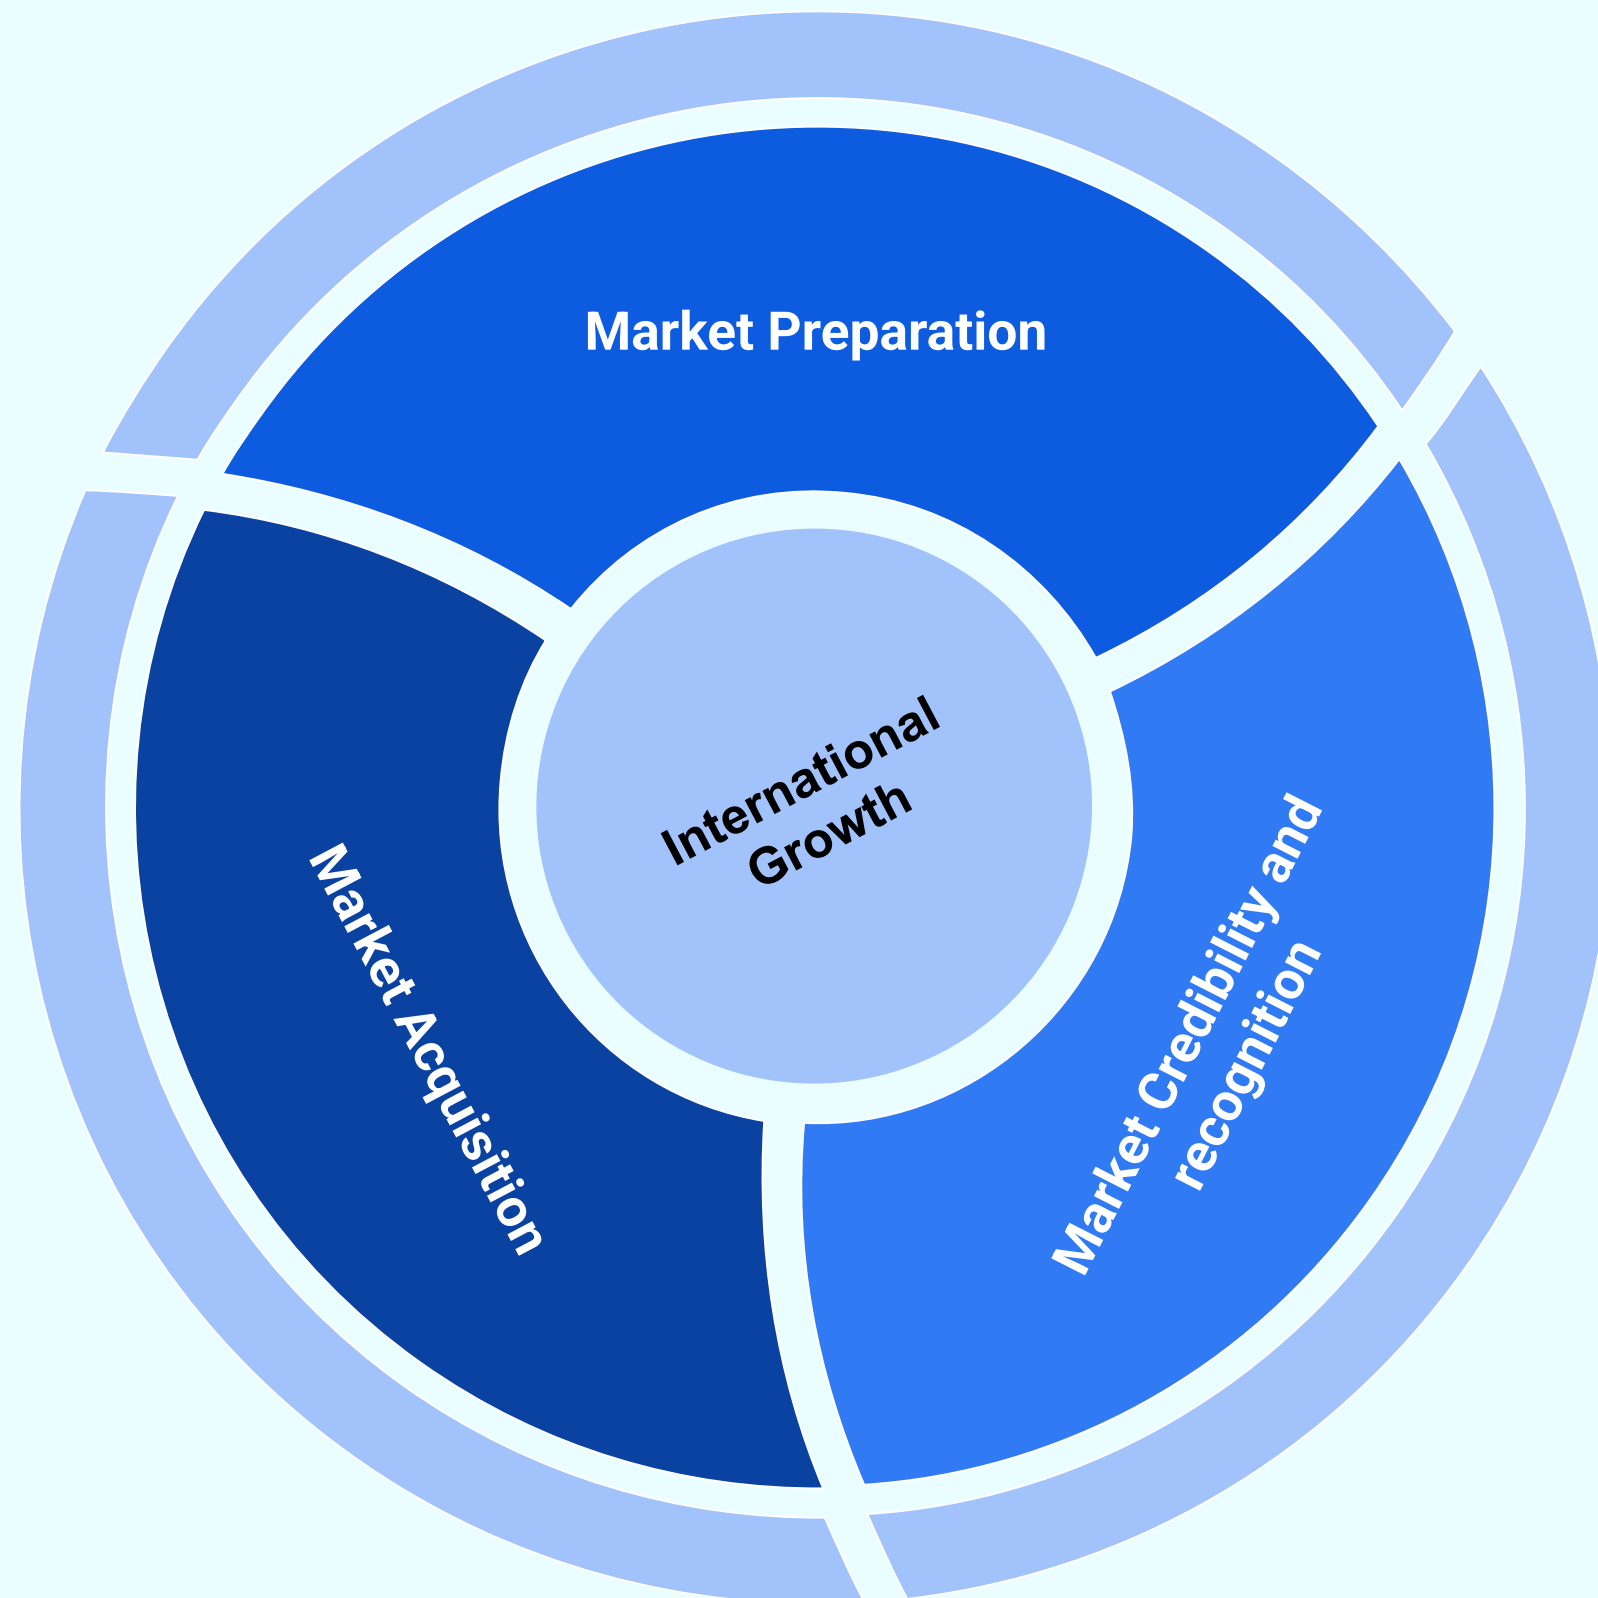 Market Preparation
International
Growth
Market Credibility and
recognition
Market Acquisition